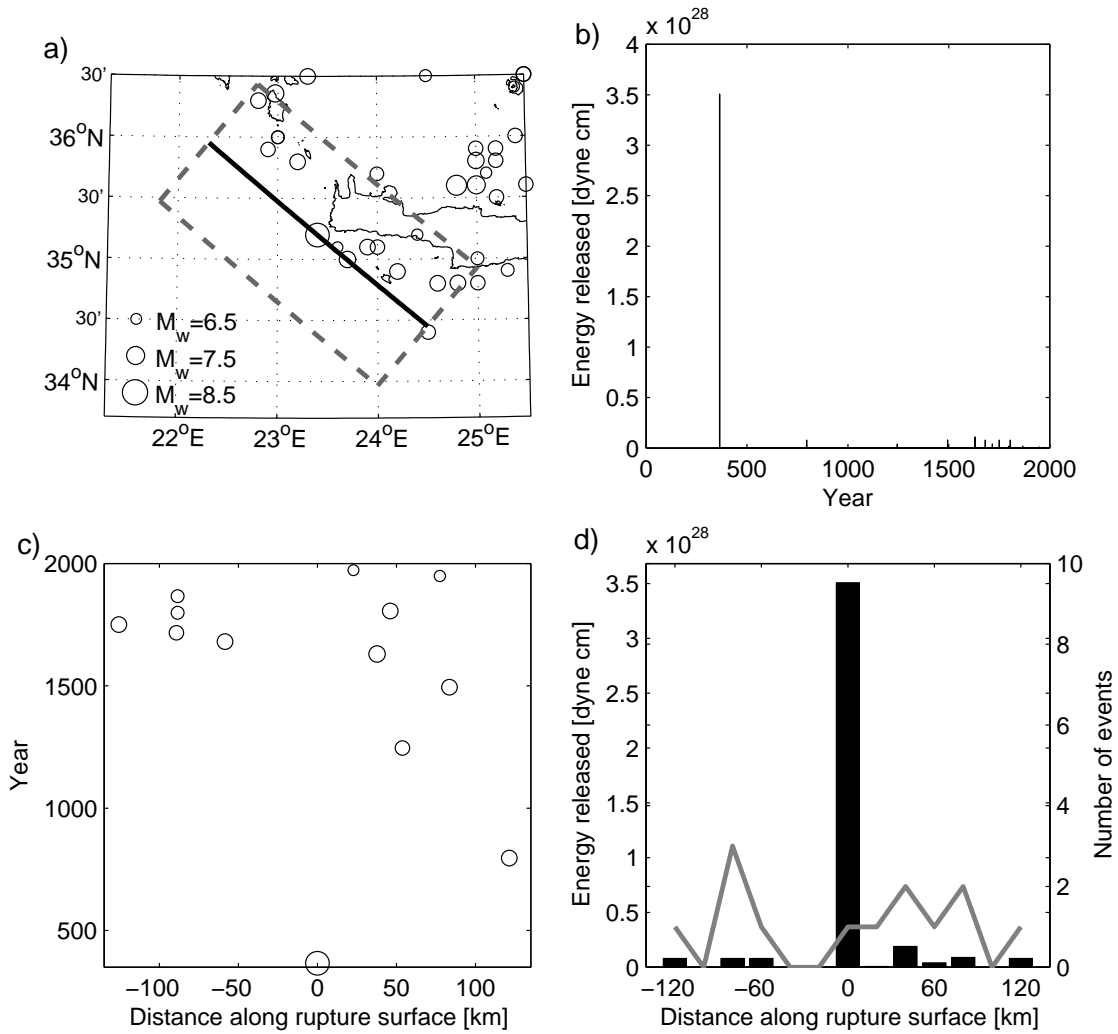 a)
30'
36°N
30'
35°N
30'
34°N
22°E
23°E
24°E
25°E
M_w=6.5
M_w=7.5
M_w=8.5
b)
x 10^28
4
3.5
3
2.5
2
1.5
1
0.5
0
0
500
1000
1500
2000
Energy released [dyne cm]
Year
c)
2000
1500
1000
500
−100
−50
0
50
100
Year
Distance along rupture surface [km]
d)
x 10^28
3.5
3
2.5
2
1.5
1
0.5
0
10
8
6
4
2
0
−120
−60
0
60
120
Energy released [dyne cm]
Number of events
Distance along rupture surface [km]